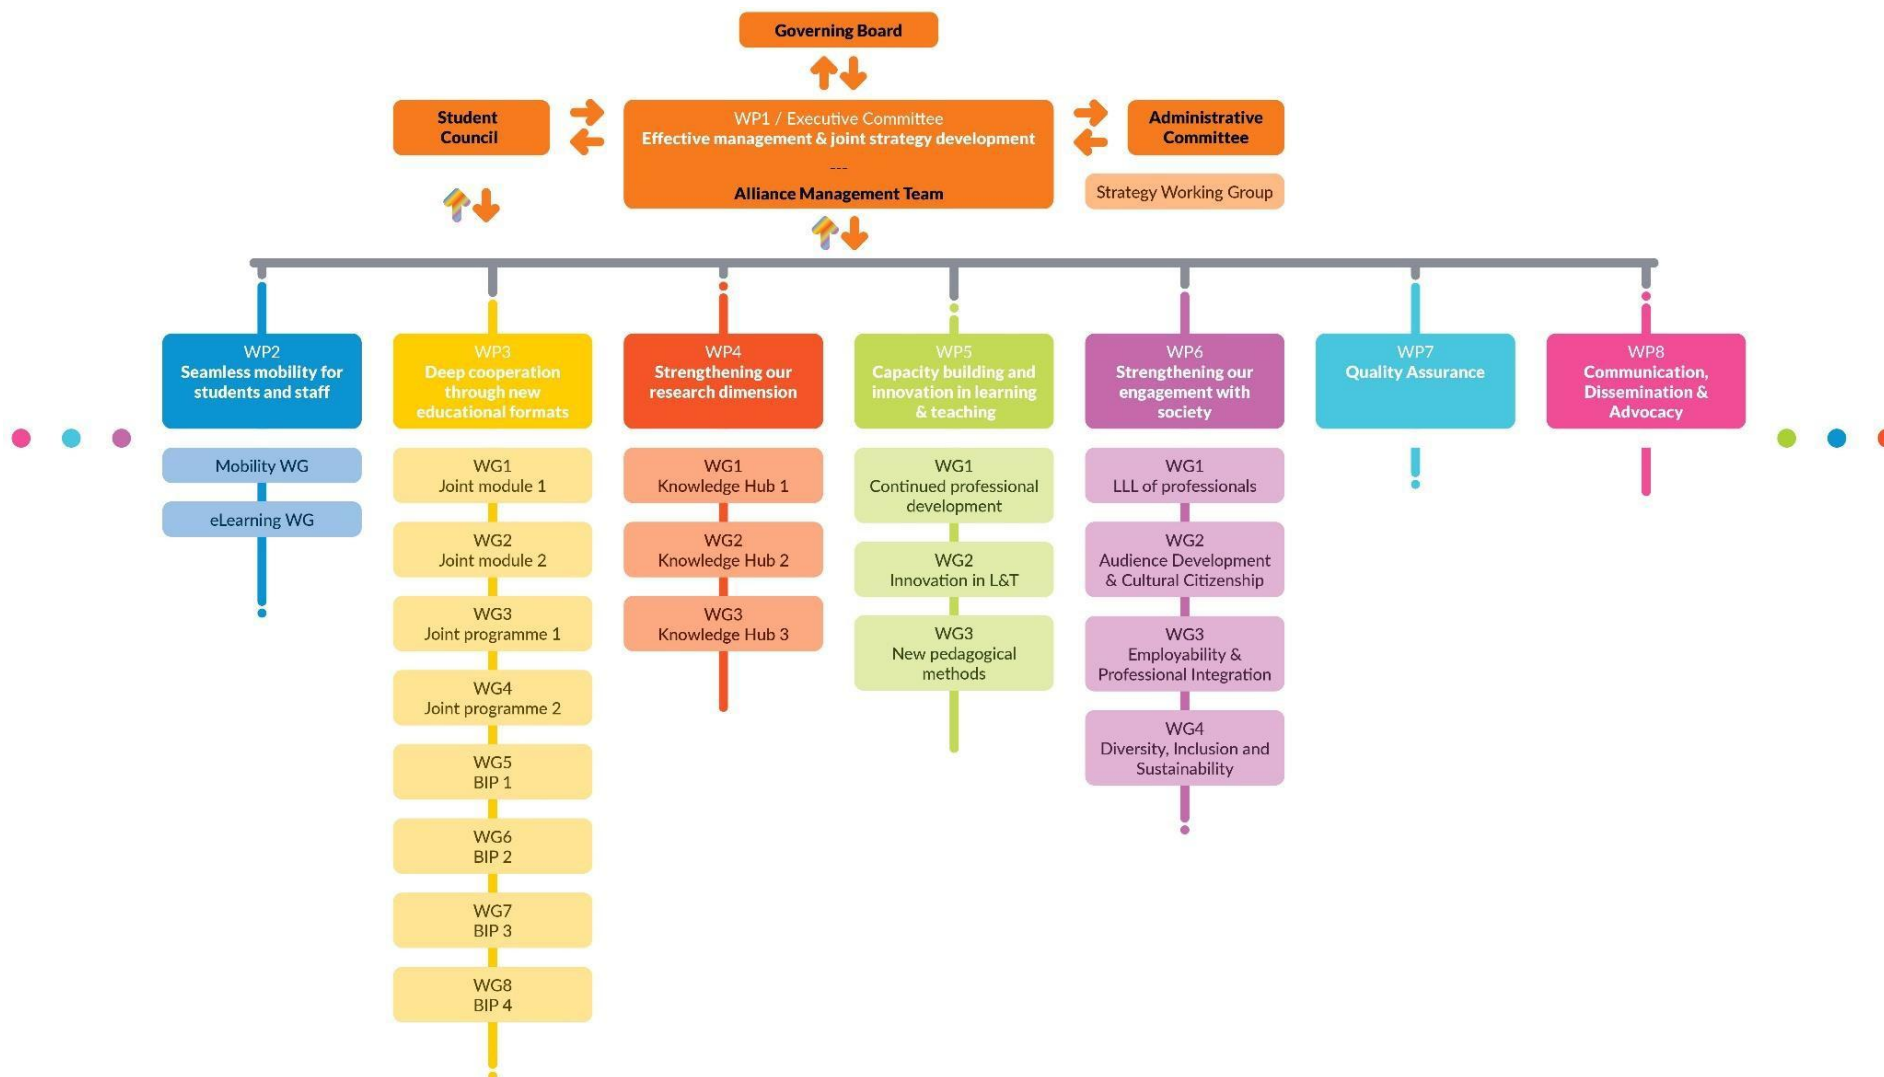 Governing Board
Student
Council
WP1 / Executive Committee
Effective management & joint strategy development
---
Alliance Management Team
Administrative
Committee
Strategy Working Group
WP2
Seamless mobility for
students and staff
Mobility WG
eLearning WG
WP3
Deep cooperation
through new
educational formats
WG1
Joint module 1
WG2
Joint module 2
WG3
Joint programme 1
WG4
Joint programme 2
WG5
BIP 1
WG6
BIP 2
WG7
BIP 3
WG8
BIP 4
WP4
Strengthening our
research dimension
WG1
Knowledge Hub 1
WG2
Knowledge Hub 2
WG3
Knowledge Hub 3
WP5
Capacity building and
innovation in learning
& teaching
WG1
Continued professional
development
WG2
Innovation in L&T
WG3
New pedagogical
methods
WP6
Strengthening our
engagement with
society
WG1
LLL of professionals
WG2
Audience Development
& Cultural Citizenship
WG3
Employability &
Professional Integration
WG4
Diversity, Inclusion and
Sustainability
WP7
Quality Assurance
WP8
Communication,
Dissemination &
Advocacy